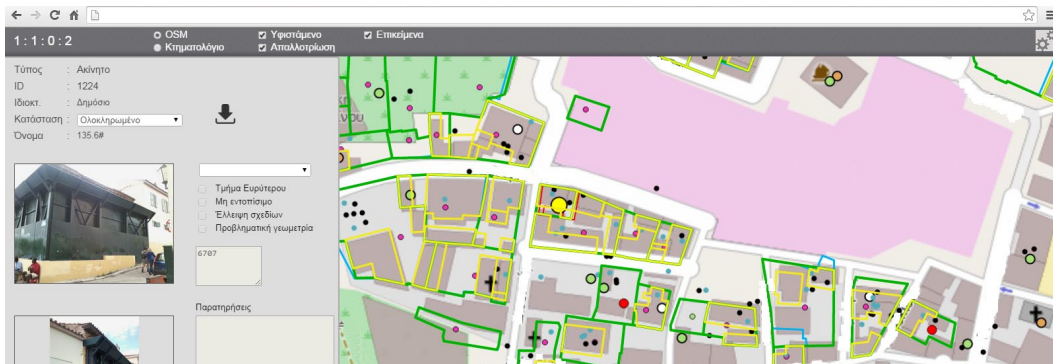 1:1:0:2
OSM
Κτηματολόγιο
Υφιστάμενο
Απαλλοτρίωση
Επικείμενα
Τύπος : Ακίνητο
ID : 1224
Ιδιοκτ. : Δημόσιο
Κατάσταση : Ολοκληρωμένο
Όνομα : 135.6#
Τμήμα Ευρύτερου
Μη εντοπίσιμο
Έλλειψη σχεδίων
Προβληματική γεωμετρία
6707
Παρατηρήσεις